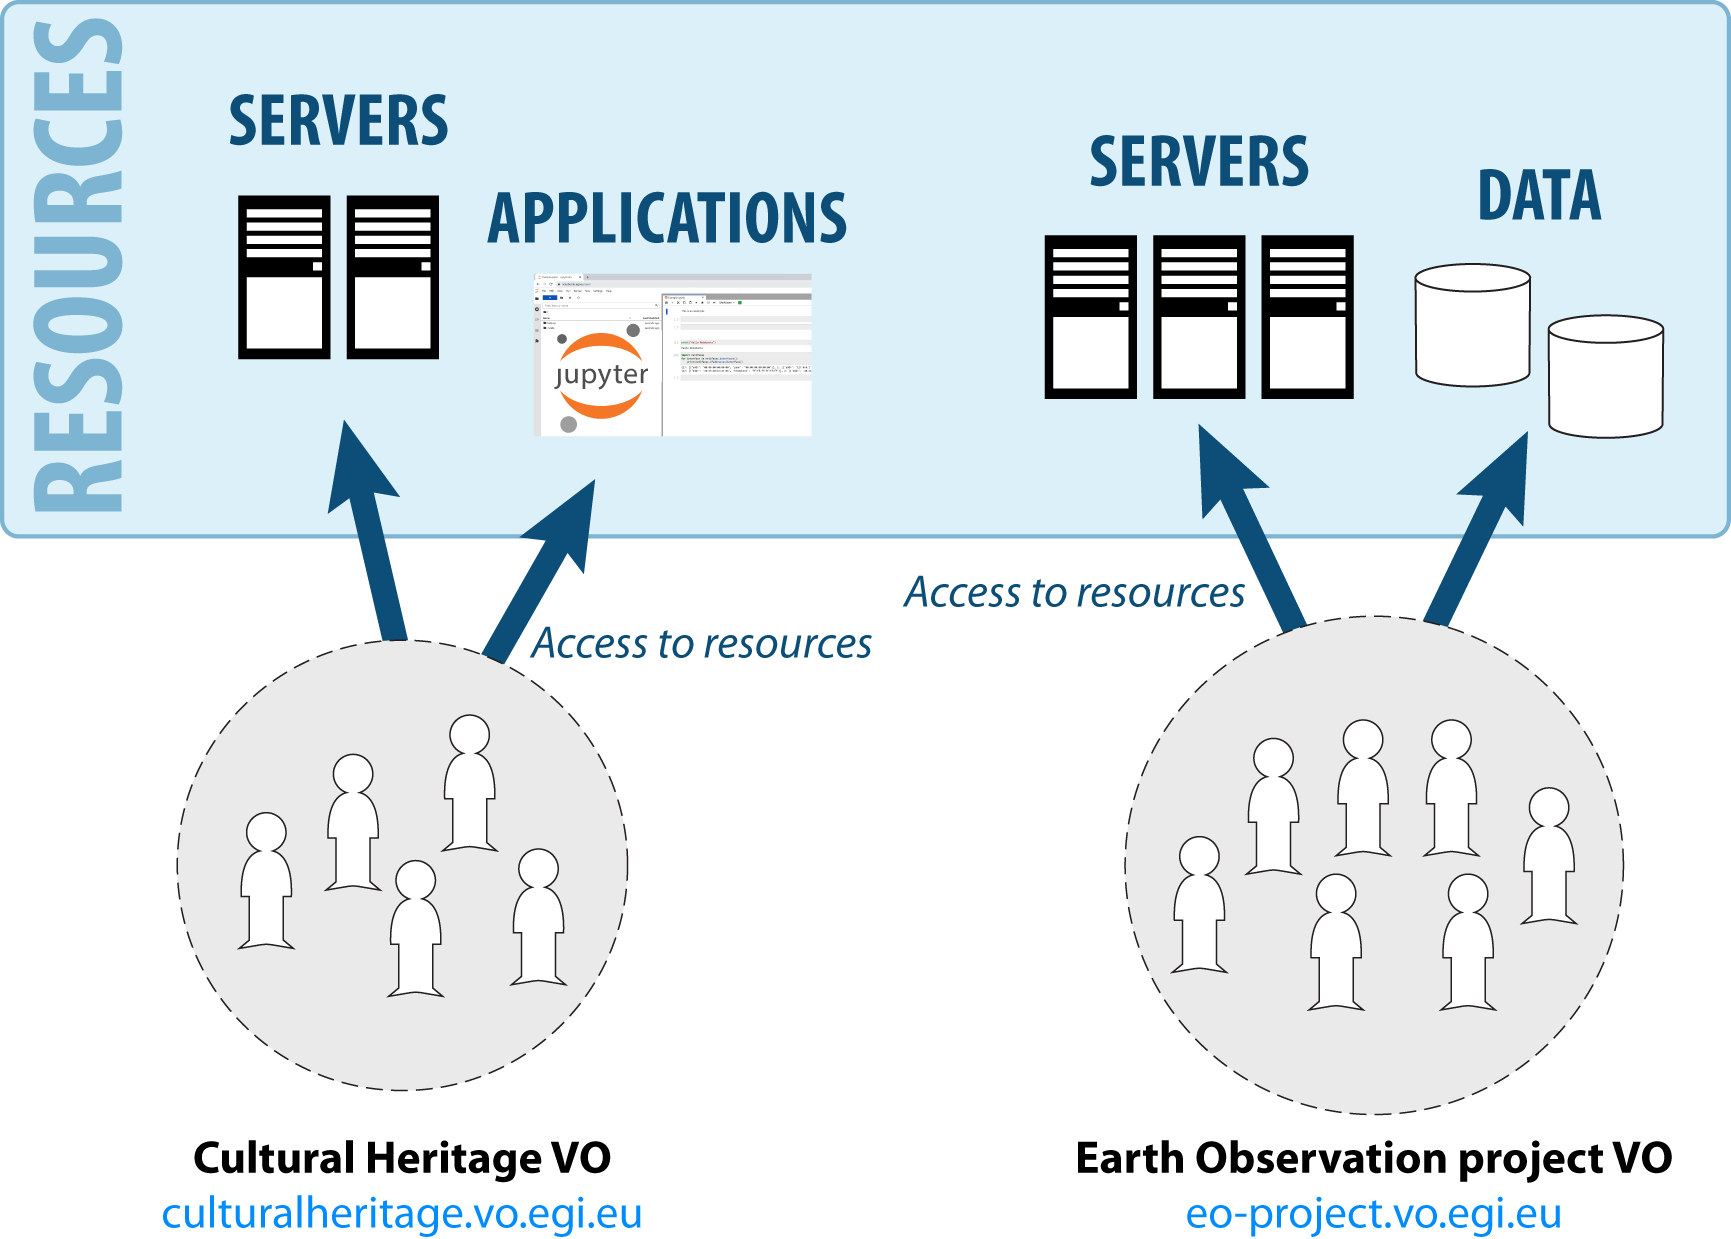 RESOURCES
SERVERS
APPLICATIONS
jupyter
SERVERS
DATA
Access to resources
Access to resources
Cultural Heritage VO
culturalheritage.vo.egi.eu
Earth Observation project VO
eo-project.vo.egi.eu